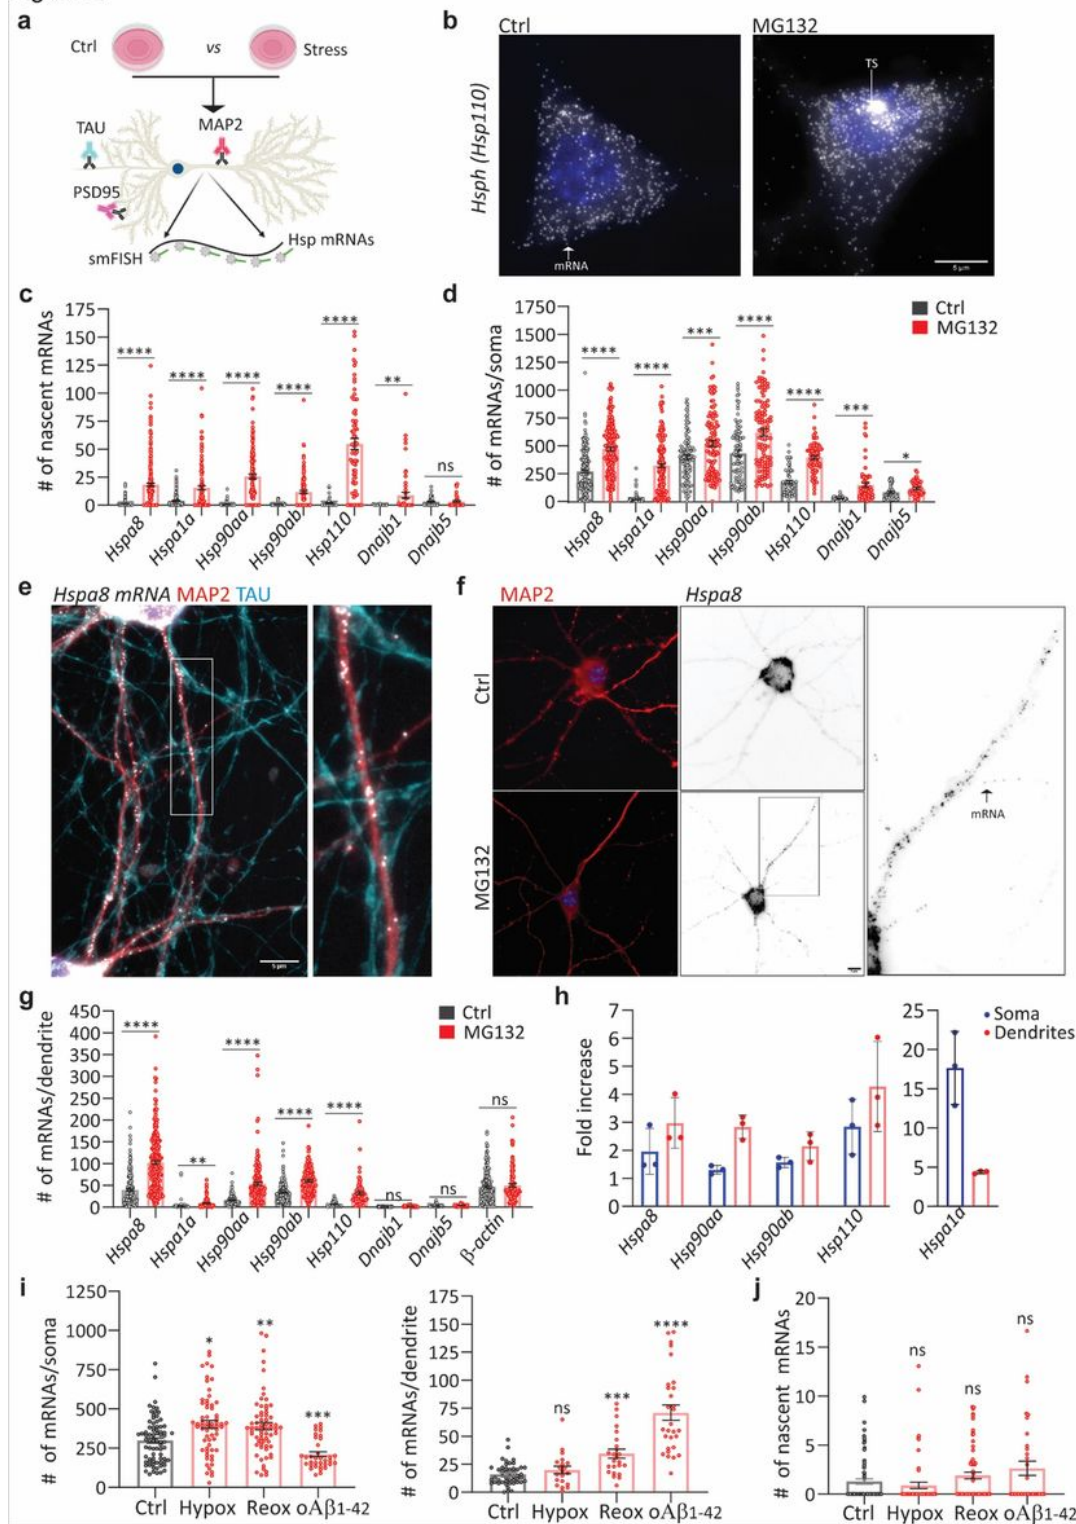 a
Ctrl
vs
Stress
TAU
MAP2
PSD95
smFISH
Hsp mRNAs
b
Ctrl
MG132
Hsph (Hsp110)
TS
mRNA
5 µm
c
# of nascent mRNAs
175
150
125
100
75
50
25
0
**** **** **** **** **** ** ns
Hspa8 Hspa1a Hsp90aa Hsp90ab Hsp110 Dnajb1 Dnajb5
d
# of mRNAs/soma
1750
1500
1250
1000
750
500
250
0
Ctrl
MG132
**** **** *** **** **** *** *
Hspa8 Hspa1a Hsp90aa Hsp90ab Hsp110 Dnajb1 Dnajb5
e
Hspa8 mRNA MAP2 TAU
5 µm
f
MAP2
Hspa8
Ctrl
MG132
mRNA
g
# of mRNAs/dendrite
450
400
350
300
250
200
150
100
50
0
Ctrl
MG132
**** ** **** **** **** ns ns ns
Hspa8 Hspa1a Hsp90aa Hsp90ab Hsp110 Dnajb1 Dnajb5 β-actin
h
Fold increase
7
6
5
4
3
2
1
0
Hspa8 Hsp90aa Hsp90ab Hsp110
25
20
15
10
5
0
Hspa1a
Soma
Dendrites
i
# of mRNAs/soma
1250
1000
750
500
250
0
* ** ***
Ctrl Hypox Reox oAβ1-42
# of mRNAs/dendrite
175
150
125
100
75
50
25
0
ns *** ****
Ctrl Hypox Reox oAβ1-42
j
# of nascent mRNAs
20
15
10
5
0
ns ns ns
Ctrl Hypox Reox oAβ1-42